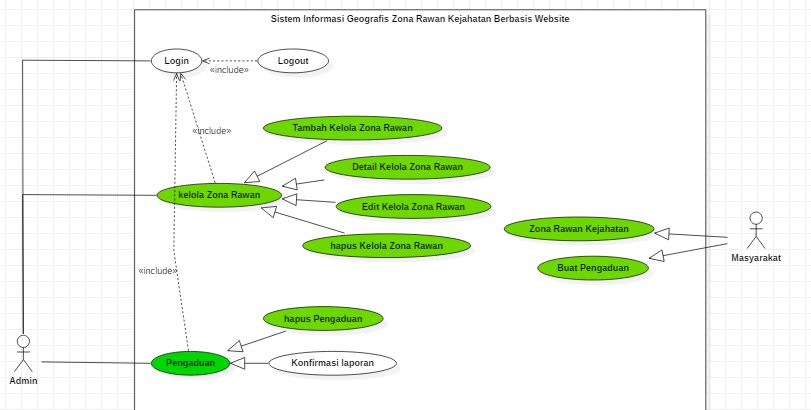 Sistem Informasi Geografis Zona Rawan Kejahatan Berbasis Website
Login
Logout
«include»
Tambah Kelola Zona Rawan
«include»
Detail Kelola Zona Rawan
kelola Zona Rawan
Edit Kelola Zona Rawan
Zona Rawan Kejahatan
hapus Kelola Zona Rawan
Masyarakat
Buat Pengaduan
«include»
hapus Pengaduan
Pengaduan
Konfirmasi laporan
Admin